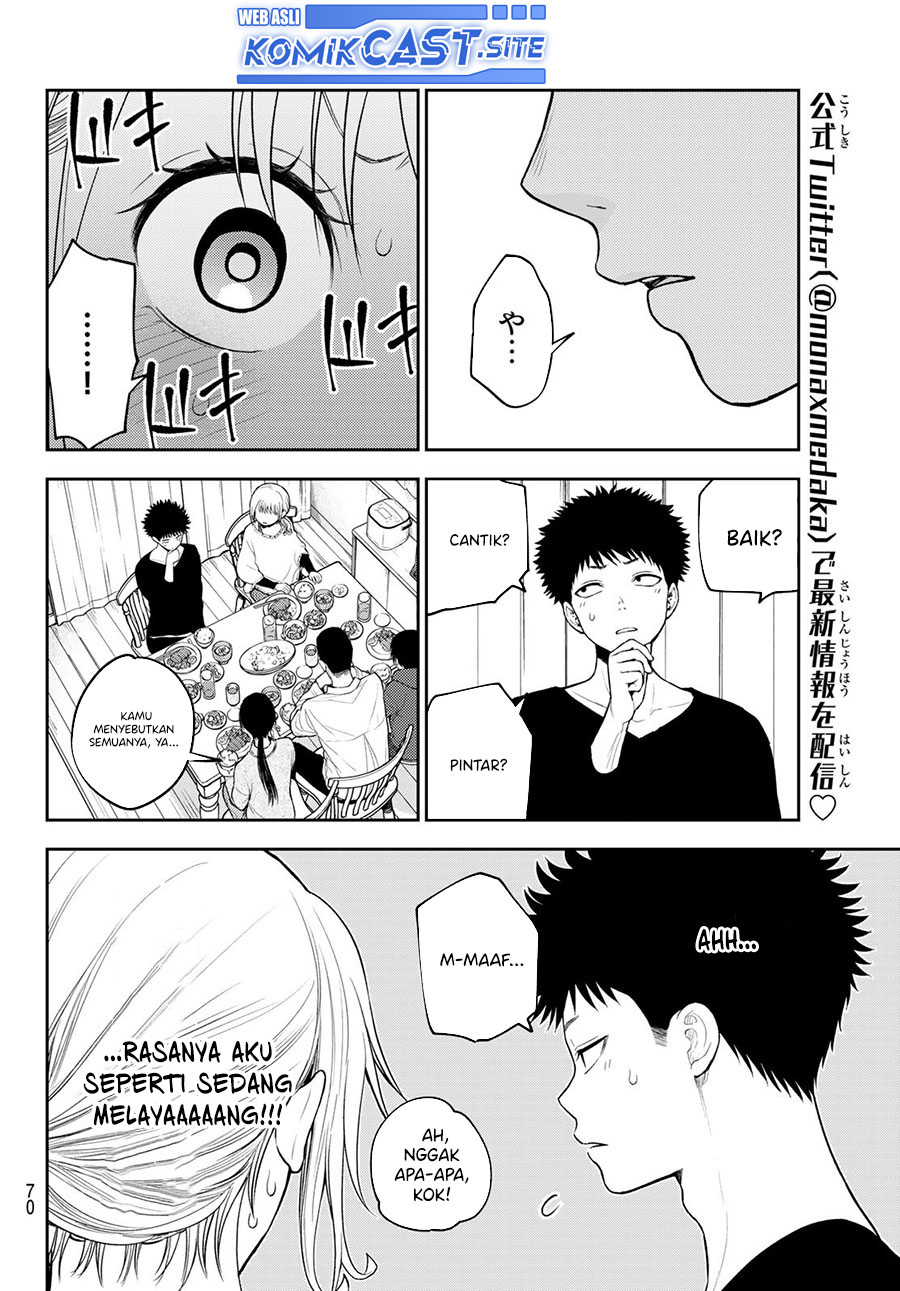 WEB ASLI
KOMIKCAST.SITE
公式Twitter(@monaxmedaka)で最新情報を配信♡
こうしき
さいしんじょうほう
はいしん
や…
ドキ
ドキ
ドキ
ドキ
………!
BAIK?
CANTIK?
PINTAR?
KAMU
MENYEBUTKAN
SEMUANYA, YA...
AHH...
M-MAAF...
...RASANYA AKU
SEPERTI SEDANG
MELAYAAAAANG!!!
AH,
NGGAK
APA-APA,
KOK!
70